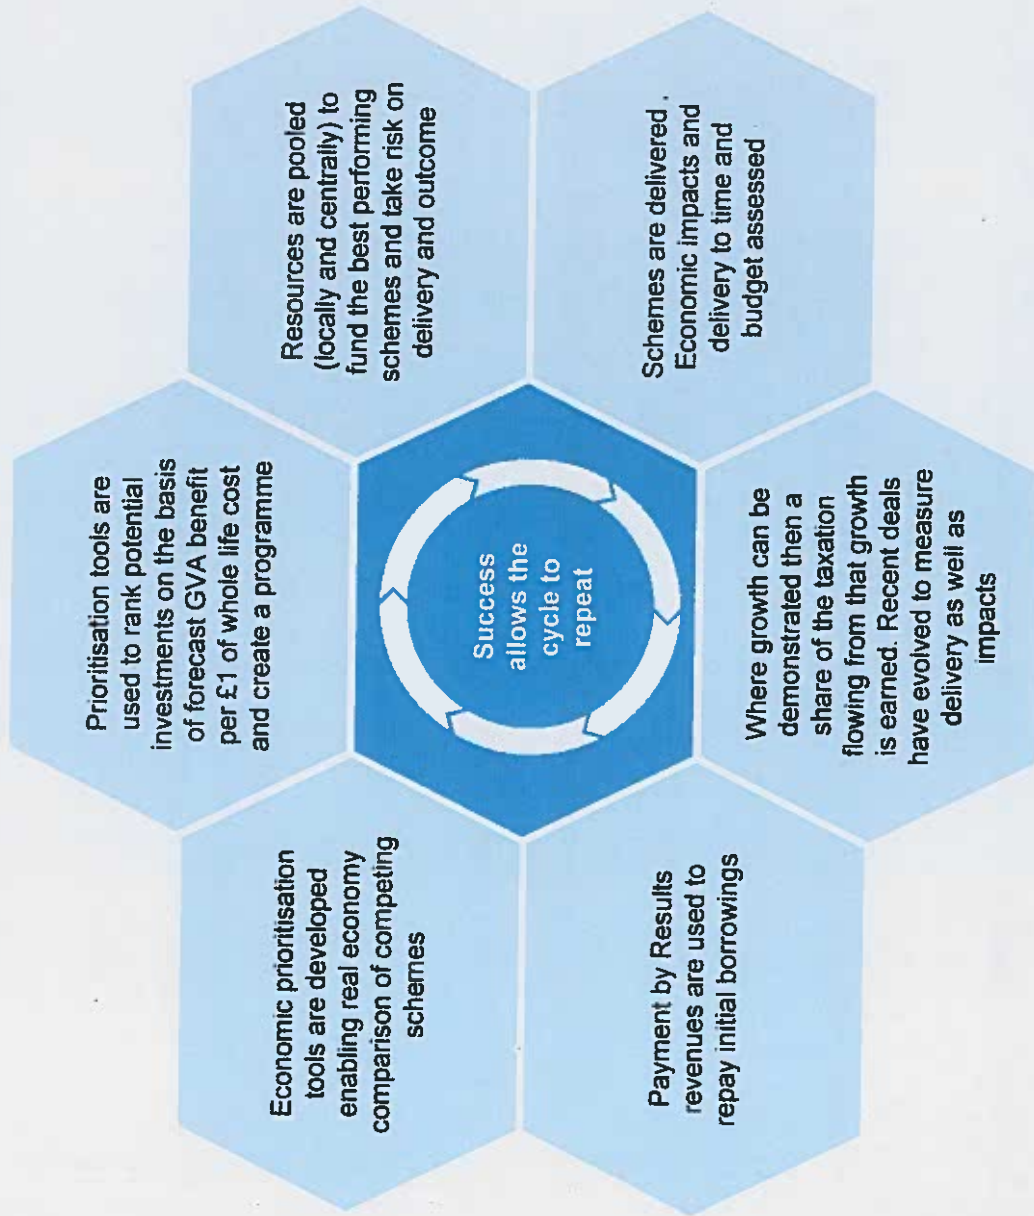 Economic prioritisation
tools are developed
enabling real economy
comparison of competing
schemes
Prioritisation tools are
used to rank potential
investments on the basis
of forecast GVA benefit
per £1 of whole life cost
and create a programme
Resources are pooled
(locally and centrally) to
fund the best performing
schemes and take risk on
delivery and outcome
Schemes are delivered .
Economic impacts and
delivery to time and
budget assessed
Where growth can be
demonstrated then a
share of the taxation
flowing from that growth
is earned. Recent deals
have evolved to measure
delivery as well as
impacts
Payment by Results
revenues are used to
repay initial borrowings
Success
allows the
cycle to
repeat